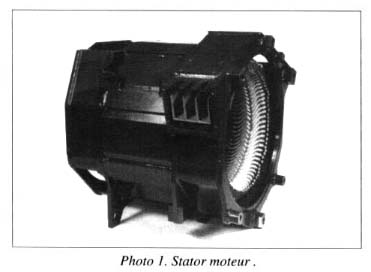 Photo 1. Stator moteur .